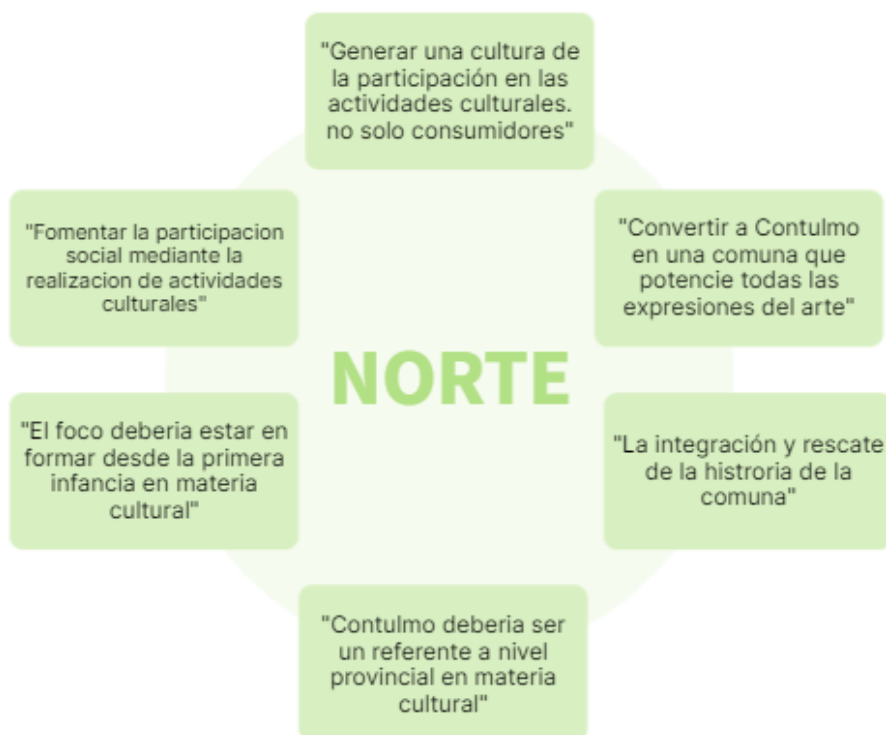 "Generar una cultura de
la participación en las
actividades culturales.
no solo consumidores"
"Fomentar la participacion
social mediante la
realizacion de actividades
culturales"
"Convertir a Contulmo
en una comuna que
potencie todas las
expresiones del arte"
NORTE
"El foco deberia estar en
formar desde la primera
infancia en materia
cultural"
"La integración y rescate
de la histroria de la
comuna"
"Contulmo deberia ser
un referente a nivel
provincial en materia
cultural"